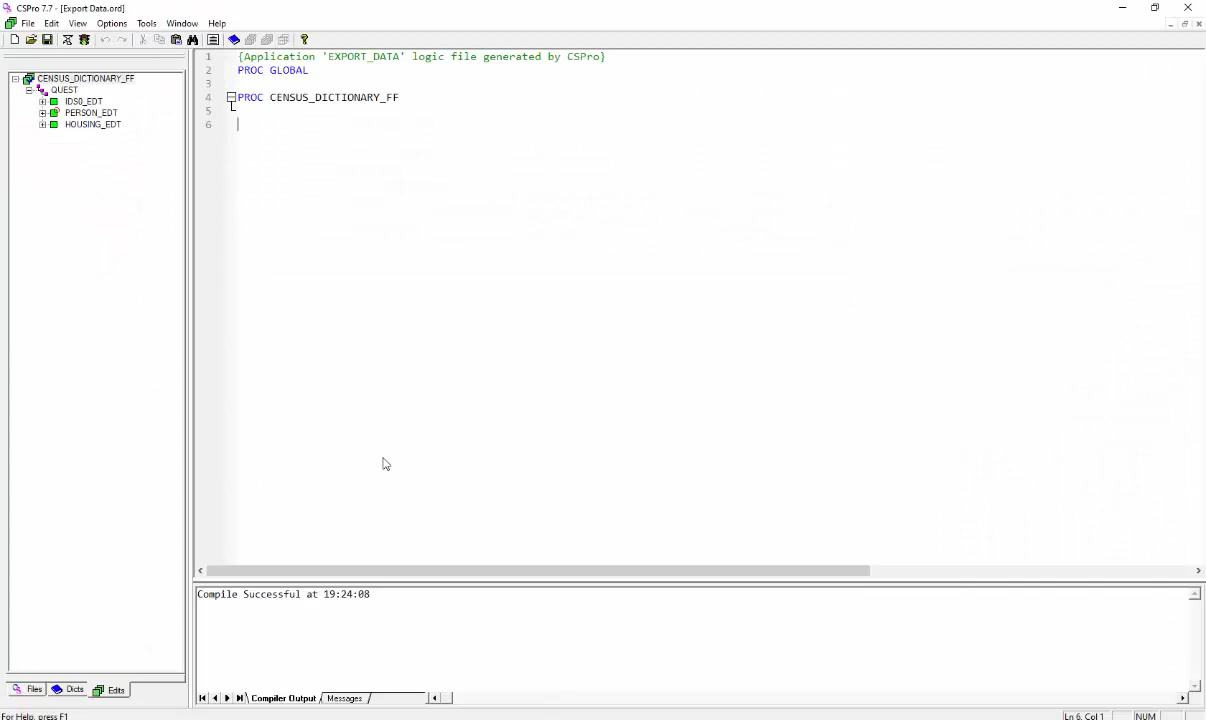 CSPro 7.7 - [Export Data.ord]
File Edit View Options Tools Window Help
CENSUS_DICTIONARY_FF
QUEST
IDS0_EDT
PERSON_EDT
HOUSING_EDT
1 {Application 'EXPORT_DATA' logic file generated by CSPro}
2 PROC GLOBAL
3
4 PROC CENSUS_DICTIONARY_FF
5
6
Compile Successful at 19:24:08
Files Dicts Edits
Compiler Output Messages
For Help, press F1
Ln 6, Col 1 NUM